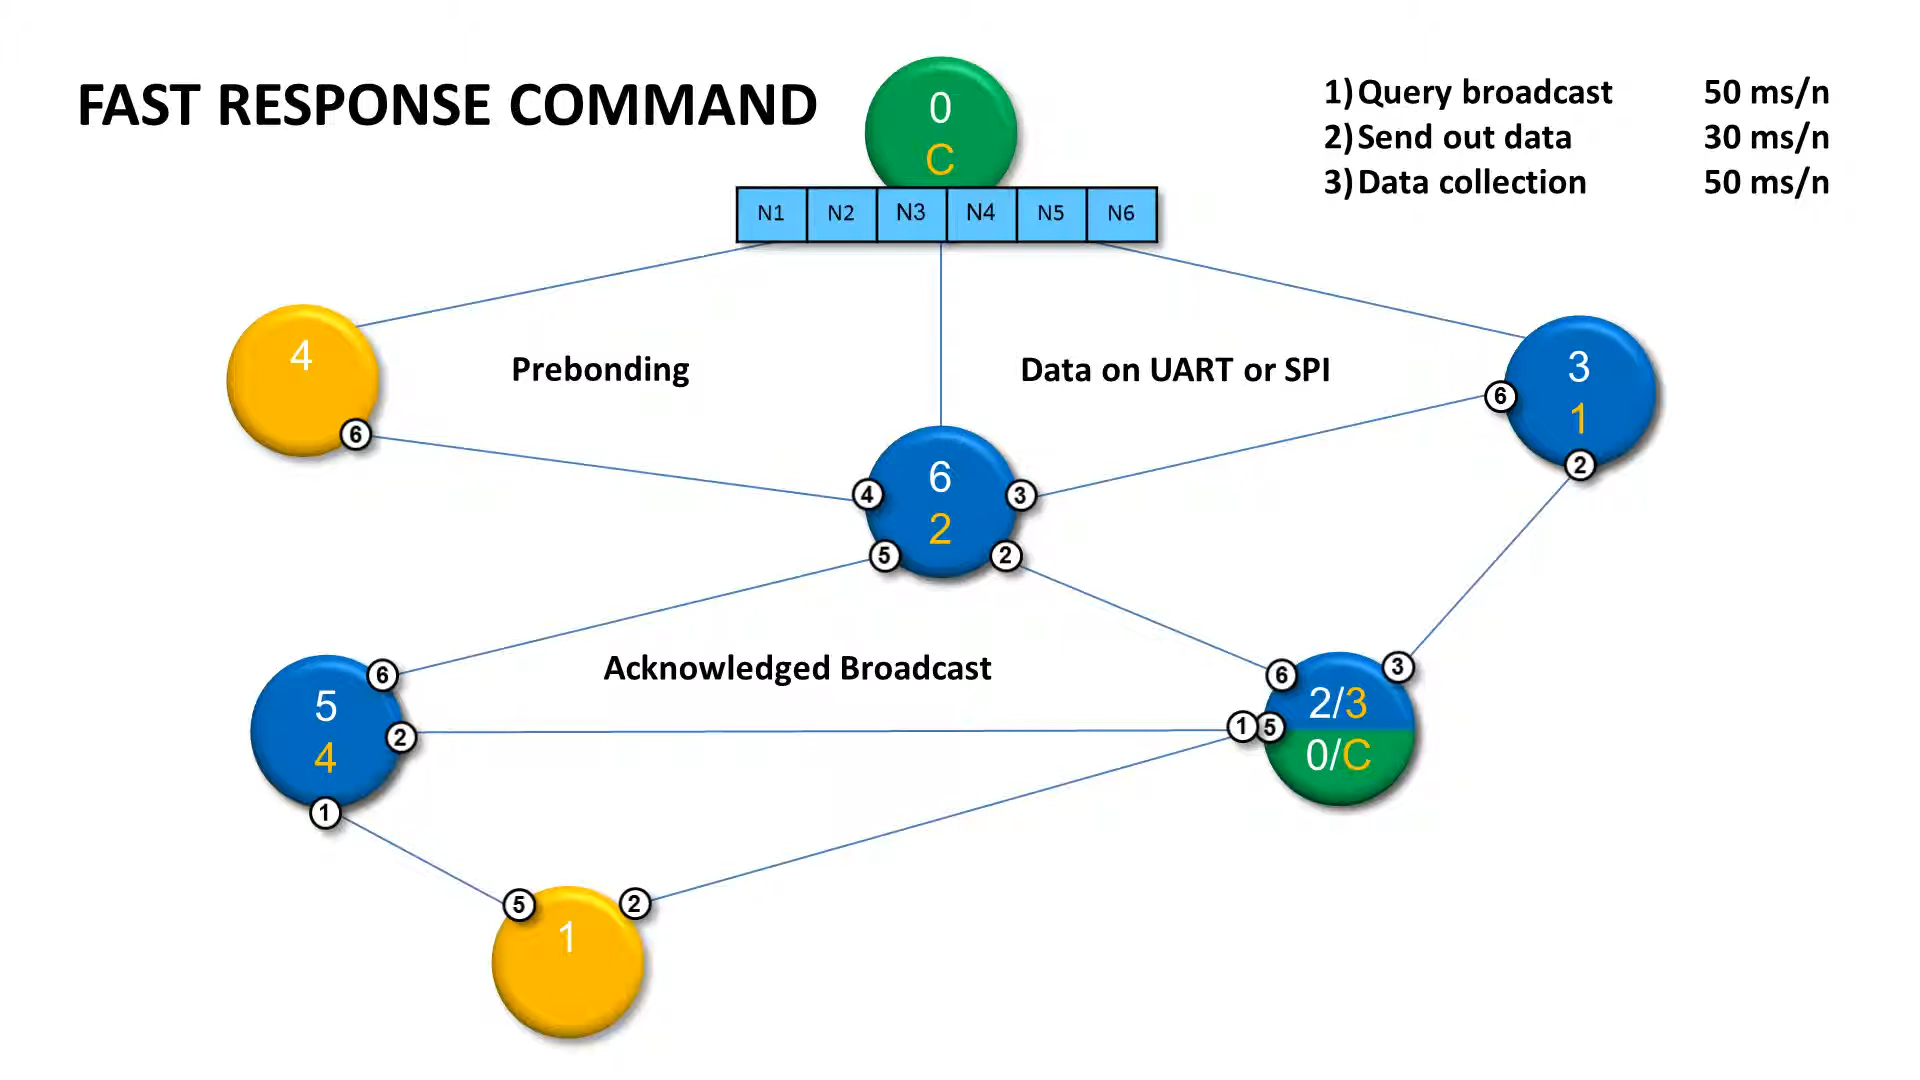 FAST RESPONSE COMMAND
0
C
1) Query broadcast 50 ms/n
2) Send out data 30 ms/n
3) Data collection 50 ms/n
N1 N2 N3 N4 N5 N6
4
6
Prebonding
Data on UART or SPI
3
1
6
2
6
2
4
3
5
2
5
4
6
2
1
Acknowledged Broadcast
2/3
0/C
6
3
1
5
1
5
2